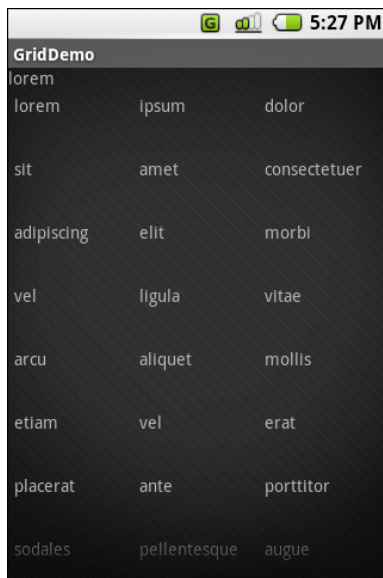 G 5:27 PM
GridDemo
lorem
lorem ipsum dolor
sit amet consectetuer
adipiscing elit morbi
vel ligula vitae
arcu aliquet mollis
etiam vel erat
placerat ante porttitor
sodales pellentesque augue